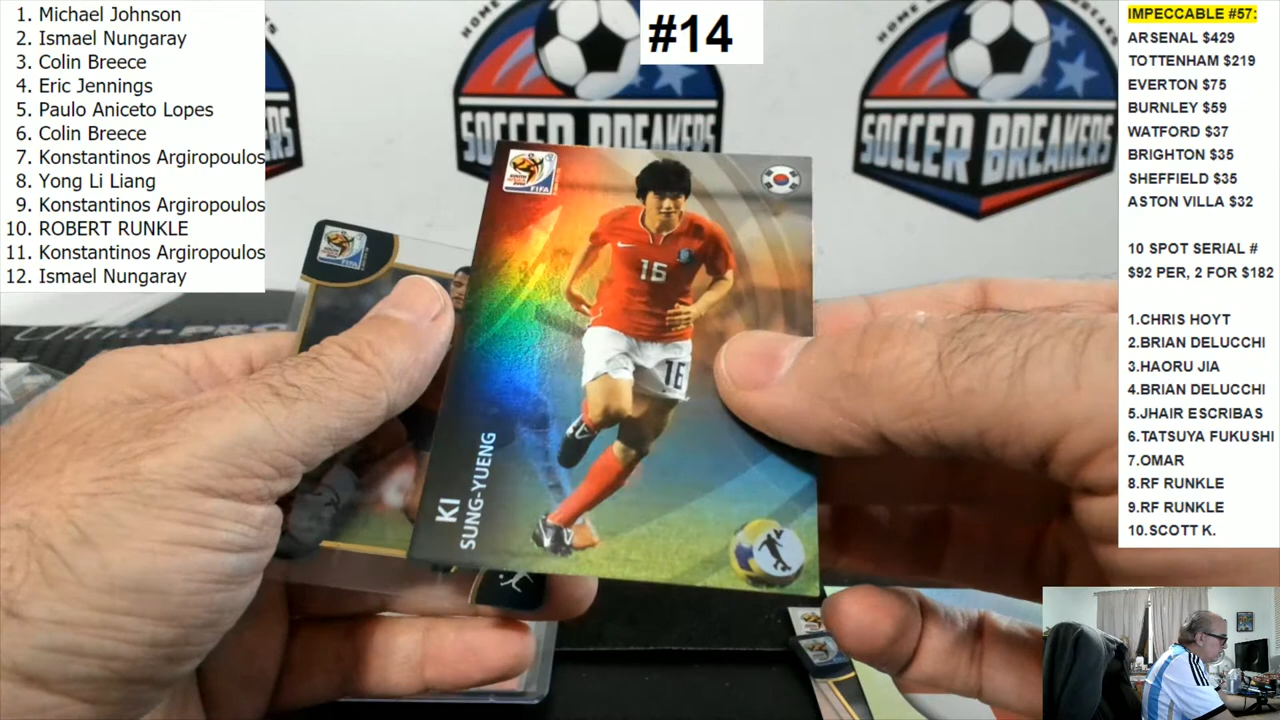 1. Michael Johnson
2. Ismael Nungaray
3. Colin Breece
4. Eric Jennings
5. Paulo Aniceto Lopes
6. Colin Breece
7. Konstantinos Argiropoulos
8. Yong Li Liang
9. Konstantinos Argiropoulos
10. ROBERT RUNKLE
11. Konstantinos Argiropoulos
12. Ismael Nungaray
#14
SOCCER BREAKERS
SOCCER BREAKERS
FIFA
FIFA
16
16
KI
SUNG-YUENG
IMPECCABLE #57:
ARSENAL $429
TOTTENHAM $219
EVERTON $75
BURNLEY $59
WATFORD $37
BRIGHTON $35
SHEFFIELD $35
ASTON VILLA $32
10 SPOT SERIAL #
$92 PER, 2 FOR $182
1.CHRIS HOYT
2.BRIAN DELUCCHI
3.HAORU JIA
4.BRIAN DELUCCHI
5.JHAIR ESCRIBAS
6.TATSUYA FUKUSHI
7.OMAR
8.RF RUNKLE
9.RF RUNKLE
10.SCOTT K.